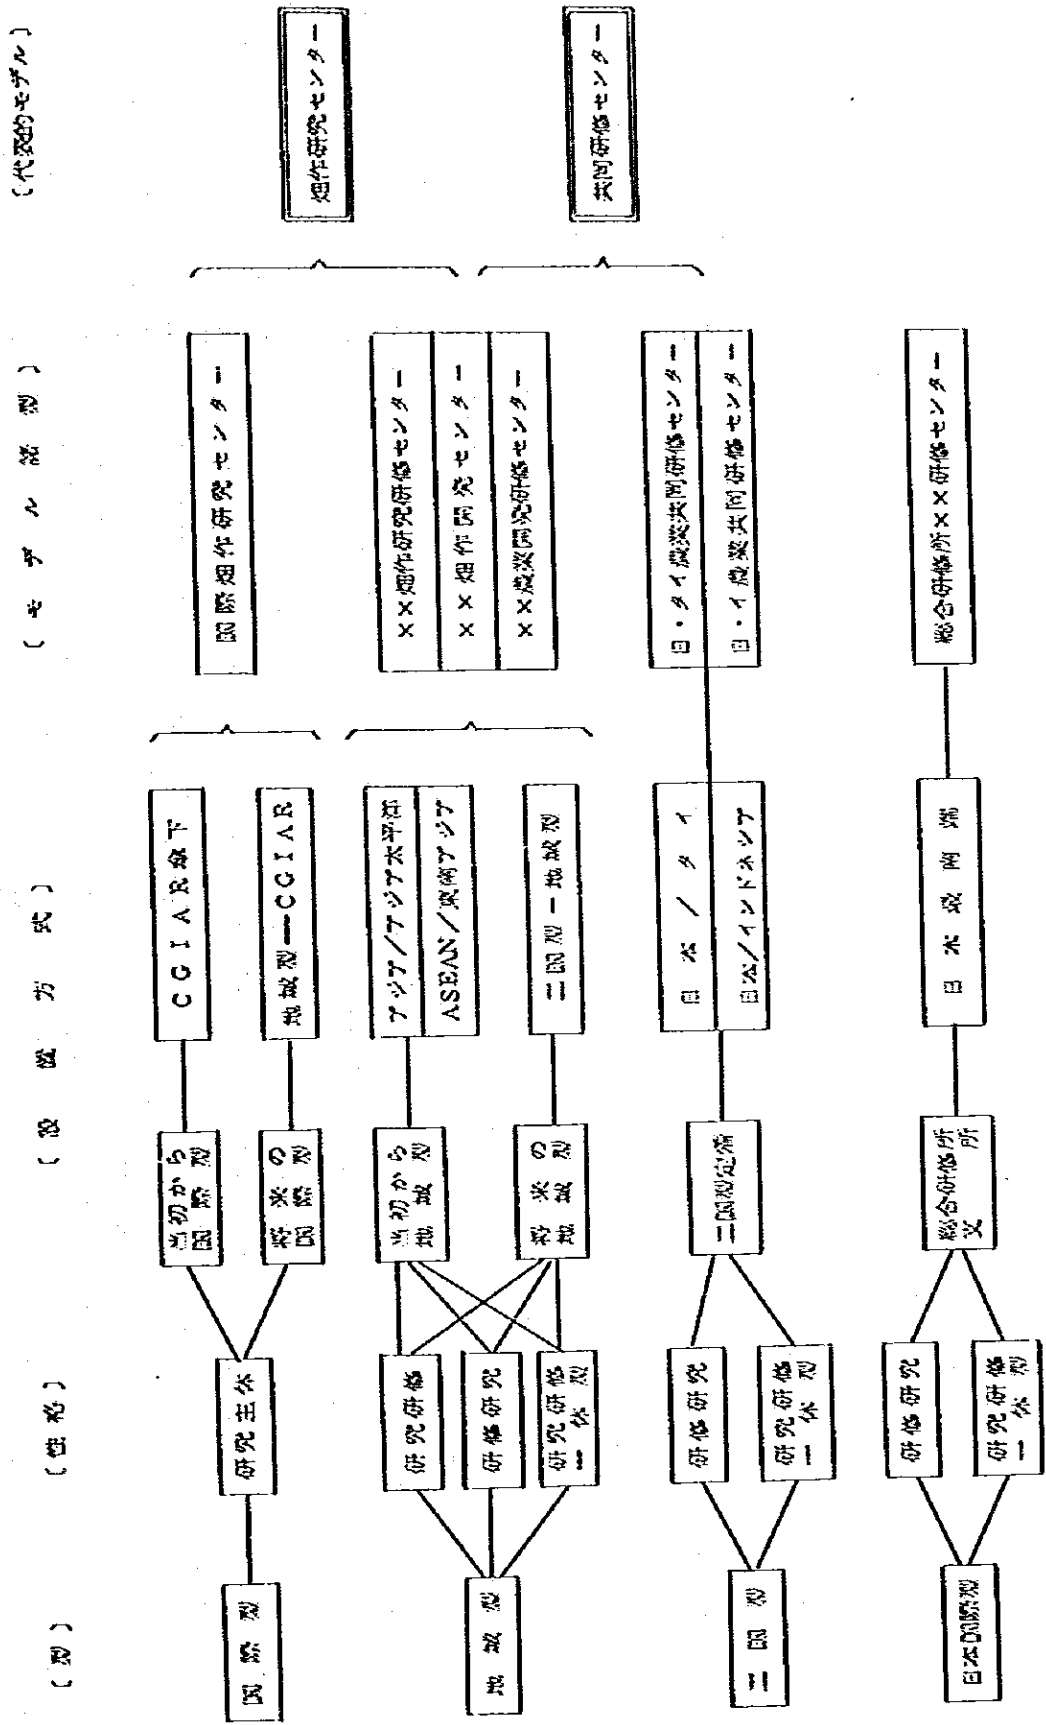 〔型〕
〔性格〕
〔設置方式〕
〔モデル諸型〕
〔代表的モデル〕
国際型
研究主体
当初から
国際型
将来の
国際型
CGIAR傘下
地域型—CGIAR
国際畑作研究センター
畑作研究センター
地域型
研究研修
研修研究
研究研修
一体型
当初から
地域型
将来の
地域型
アジア/アジア太平洋
ASEAN/東南アジア
二国型-地域型
××畑作研究研修センター
××畑作開発センター
××農業開発研修センター
共同研修センター
二国型
研修研究
研究研修
一体型
二国型定着
日本/タイ
日本/インドネシア
日・タイ農業共同研修センター
日・イ農業共同研修センター
日本国際型
研修研究
研究研修
一体型
総合研修所
日本最南端
総合研修所××研修センター